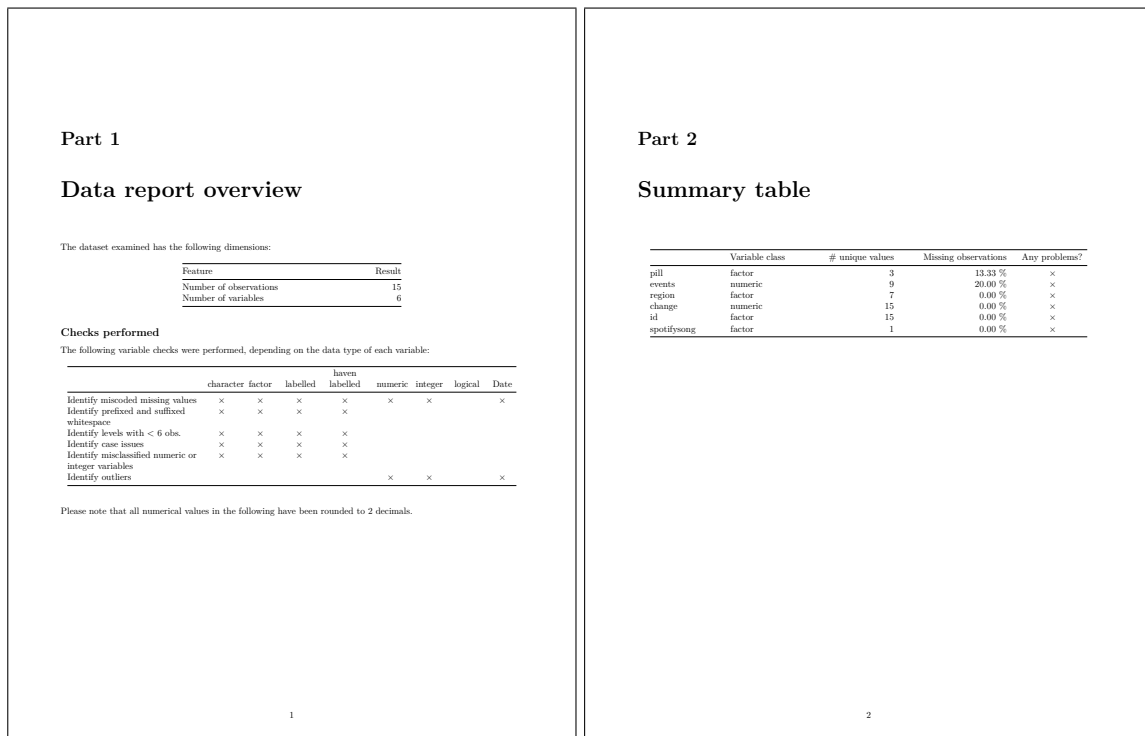 Part 1
Data report overview
The dataset examined has the following dimensions:
Feature Result
Number of observations 15
Number of variables 6
Checks performed
The following variable checks were performed, depending on the data type of each variable:
haven
character factor labelled labelled numeric integer logical Date
Identify miscoded missing values × × × × × × ×
Identify prefixed and suffixed × × × ×
whitespace
Identify levels with < 6 obs. × × × ×
Identify case issues × × × ×
Identify misclassified numeric or × × × ×
integer variables
Identify outliers × × ×
Please note that all numerical values in the following have been rounded to 2 decimals.
1
Part 2
Summary table
Variable class # unique values Missing observations Any problems?
pill factor 3 13.33 % ×
events numeric 9 20.00 % ×
region factor 7 0.00 % ×
change numeric 15 0.00 % ×
id factor 15 0.00 % ×
spotifysong factor 1 0.00 % ×
2